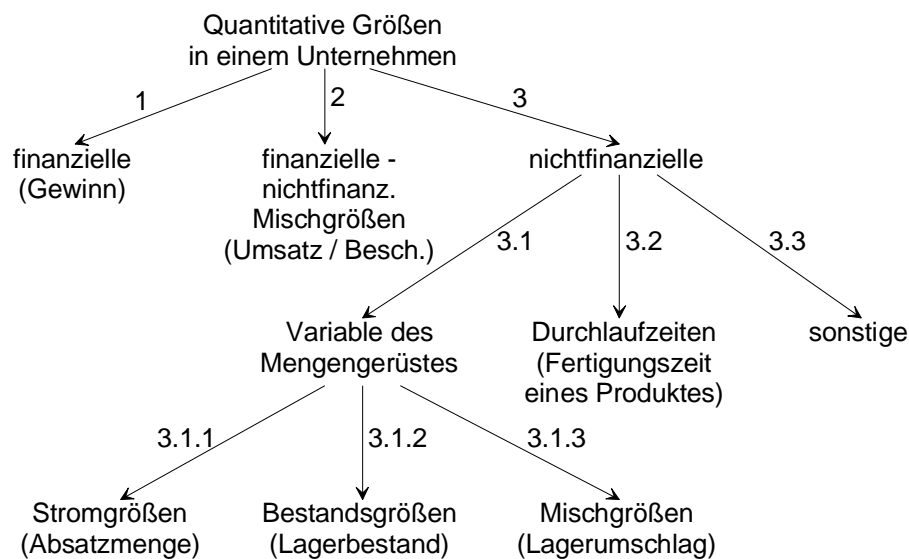 Quantitative Größen
in einem Unternehmen
1
2
3
finanzielle
(Gewinn)
finanzielle -
nichtfinanz.
Mischgrößen
(Umsatz / Besch.)
nichtfinanzielle
3.1
3.2
3.3
Variable des
Mengengerüstes
Durchlaufzeiten
(Fertigungszeit
eines Produktes)
sonstige
3.1.1
3.1.2
3.1.3
Stromgrößen
(Absatzmenge)
Bestandsgrößen
(Lagerbestand)
Mischgrößen
(Lagerumschlag)